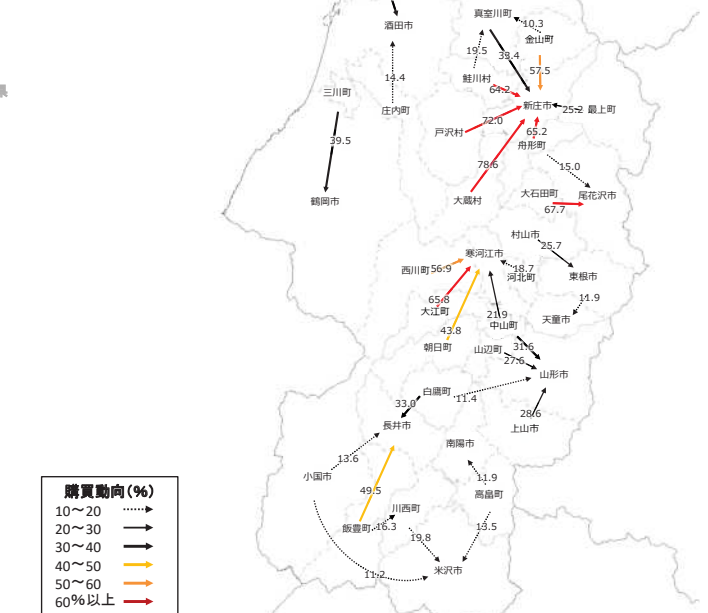 真室川町
10.3
金山町
酒田市
19.5
33.4
57.5
14.4
鮭川村
64.2
三川町
庄内町
新庄市
25.2
最上町
72.0
戸沢村
65.2
39.5
舟形町
78.6
15.0
鶴岡市
大蔵村
大石田町
尾花沢市
67.7
村山市
25.7
寒河江市
西川町
56.9
18.7
河北町
東根市
65.8
大江町
11.9
21.9
中山町
天童市
43.8
朝日町
31.6
山辺町
27.6
山形市
白鷹町
33.0
11.4
28.6
長井市
上山市
南陽市
13.6
小国市
11.9
49.5
高畠町
川西町
飯豊町
16.3
13.5
19.8
11.2
米沢市
購買動向(%)
10～20
20～30
30～40
40～50
50～60
60%以上